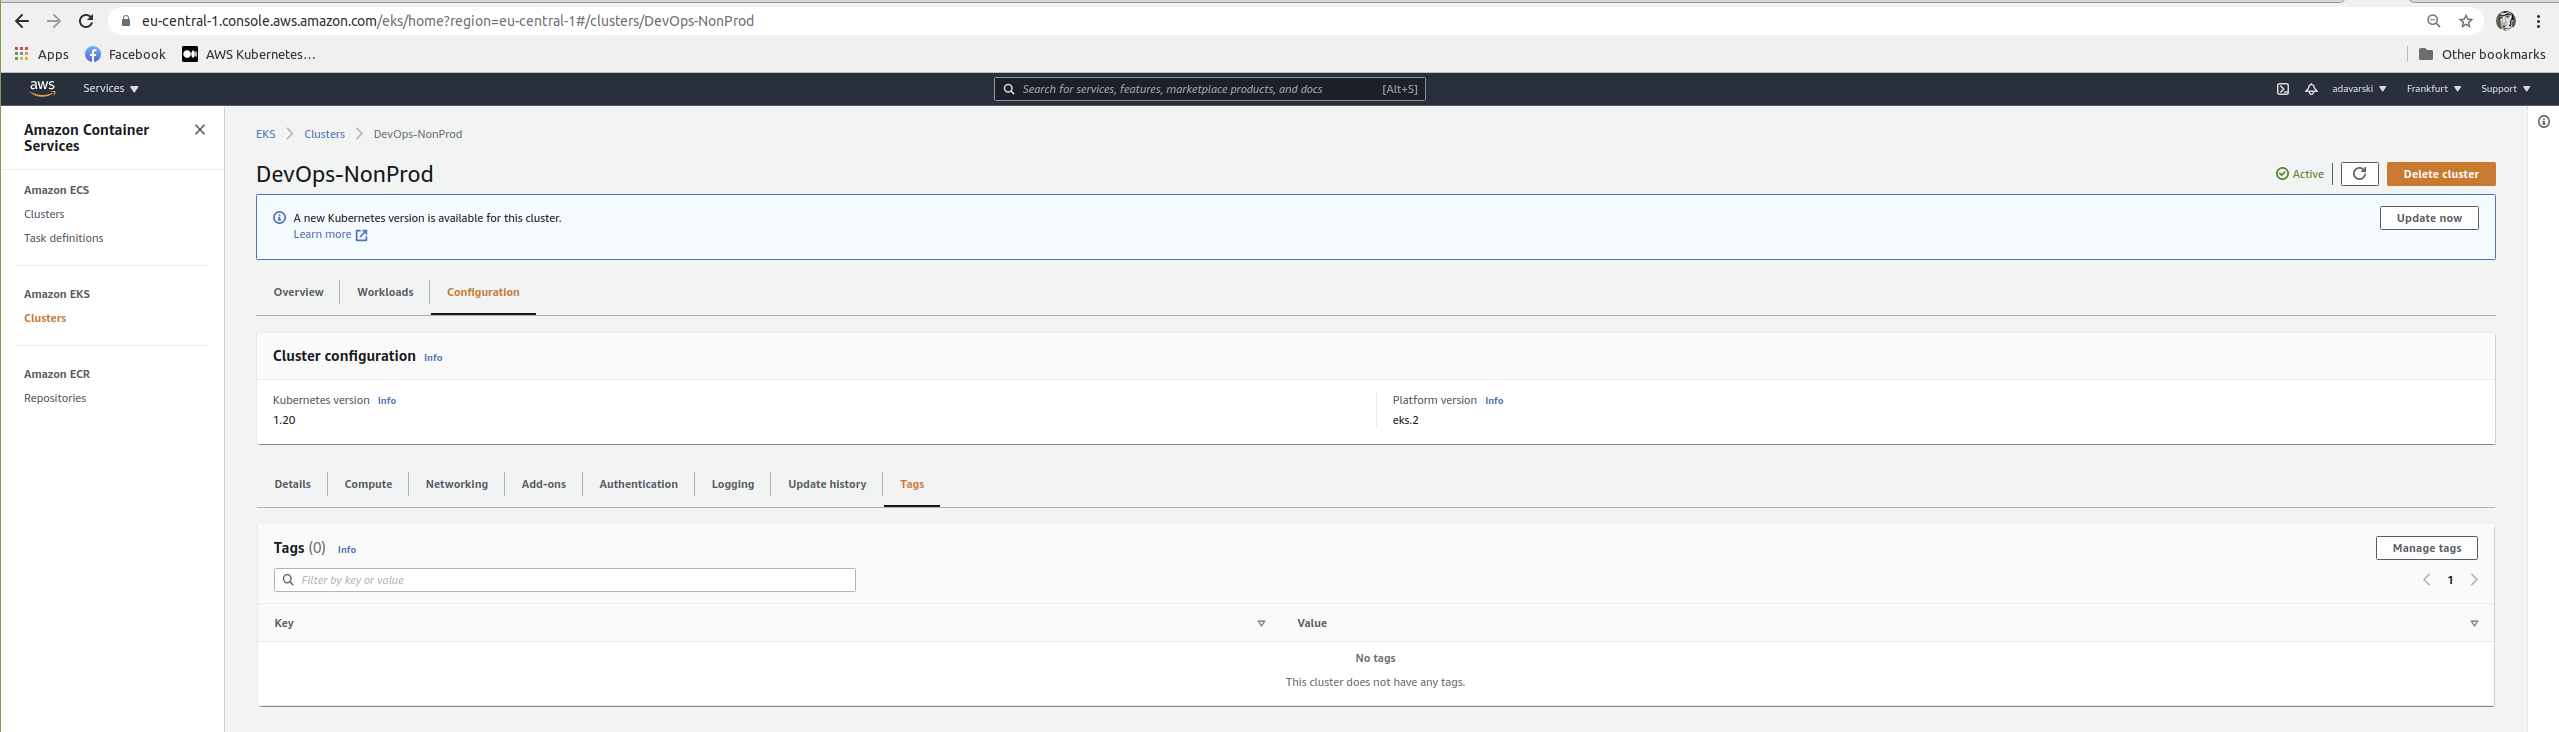 eu-central-1.console.aws.amazon.com/eks/home?region=eu-central-1#/clusters/DevOps-NonProd
Apps Facebook AWS Kubernetes... Other bookmarks
aws Services Search for services, features, marketplace products, and docs [Alt+S] adavarski Frankfurt Support
Amazon Container
Services
Amazon ECS
Clusters
Task definitions
Amazon EKS
Clusters
Amazon ECR
Repositories
EKS Clusters DevOps-NonProd
DevOps-NonProd
Active Delete cluster
A new Kubernetes version is available for this cluster.
Learn more
Update now
Overview Workloads Configuration
Cluster configuration Info
Kubernetes version Info
1.20
Platform version Info
eks.2
Details Compute Networking Add-ons Authentication Logging Update history Tags
Tags (0) Info
Manage tags
Filter by key or value
1
Key Value
No tags
This cluster does not have any tags.